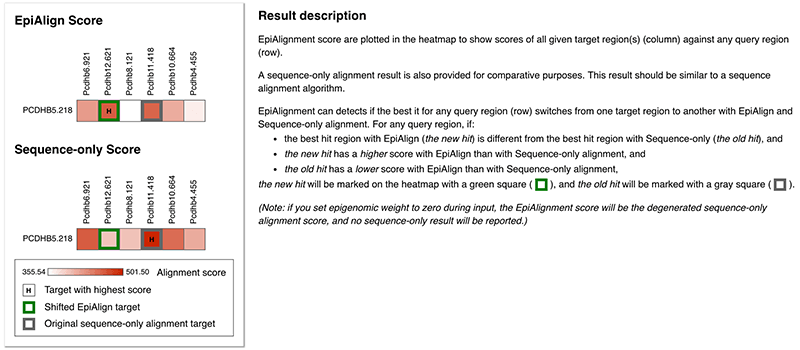 EpiAlign Score
Pcdhb6.921
Pcdhb12.621
Pcdhb8.121
Pcdhb11.418
Pcdhb10.664
Pcdhb4.455
PCDHB5.218
H
Sequence-only Score
Pcdhb6.921
Pcdhb12.621
Pcdhb8.121
Pcdhb11.418
Pcdhb10.664
Pcdhb4.455
PCDHB5.218
H
355.54 501.50 Alignment score
H Target with highest score
Shifted EpiAlign target
Original sequence-only alignment target
Result description
EpiAlignment score are plotted in the heatmap to show scores of all given target region(s) (column) against any query region
(row).
A sequence-only alignment result is also provided for comparative purposes. This result should be similar to a sequence
alignment algorithm.
EpiAlignment can detects if the best it for any query region (row) switches from one target region to another with EpiAlign and
Sequence-only alignment. For any query region, if:
• the best hit region with EpiAlign (the new hit) is different from the best hit region with Sequence-only (the old hit), and
• the new hit has a higher score with EpiAlign than with Sequence-only alignment, and
• the old hit has a lower score with EpiAlign than with Sequence-only alignment,
the new hit will be marked on the heatmap with a green square ( ), and the old hit will be marked with a gray square ( ).
(Note: if you set epigenomic weight to zero during input, the EpiAlignment score will be the degenerated sequence-only
alignment score, and no sequence-only result will be reported.)